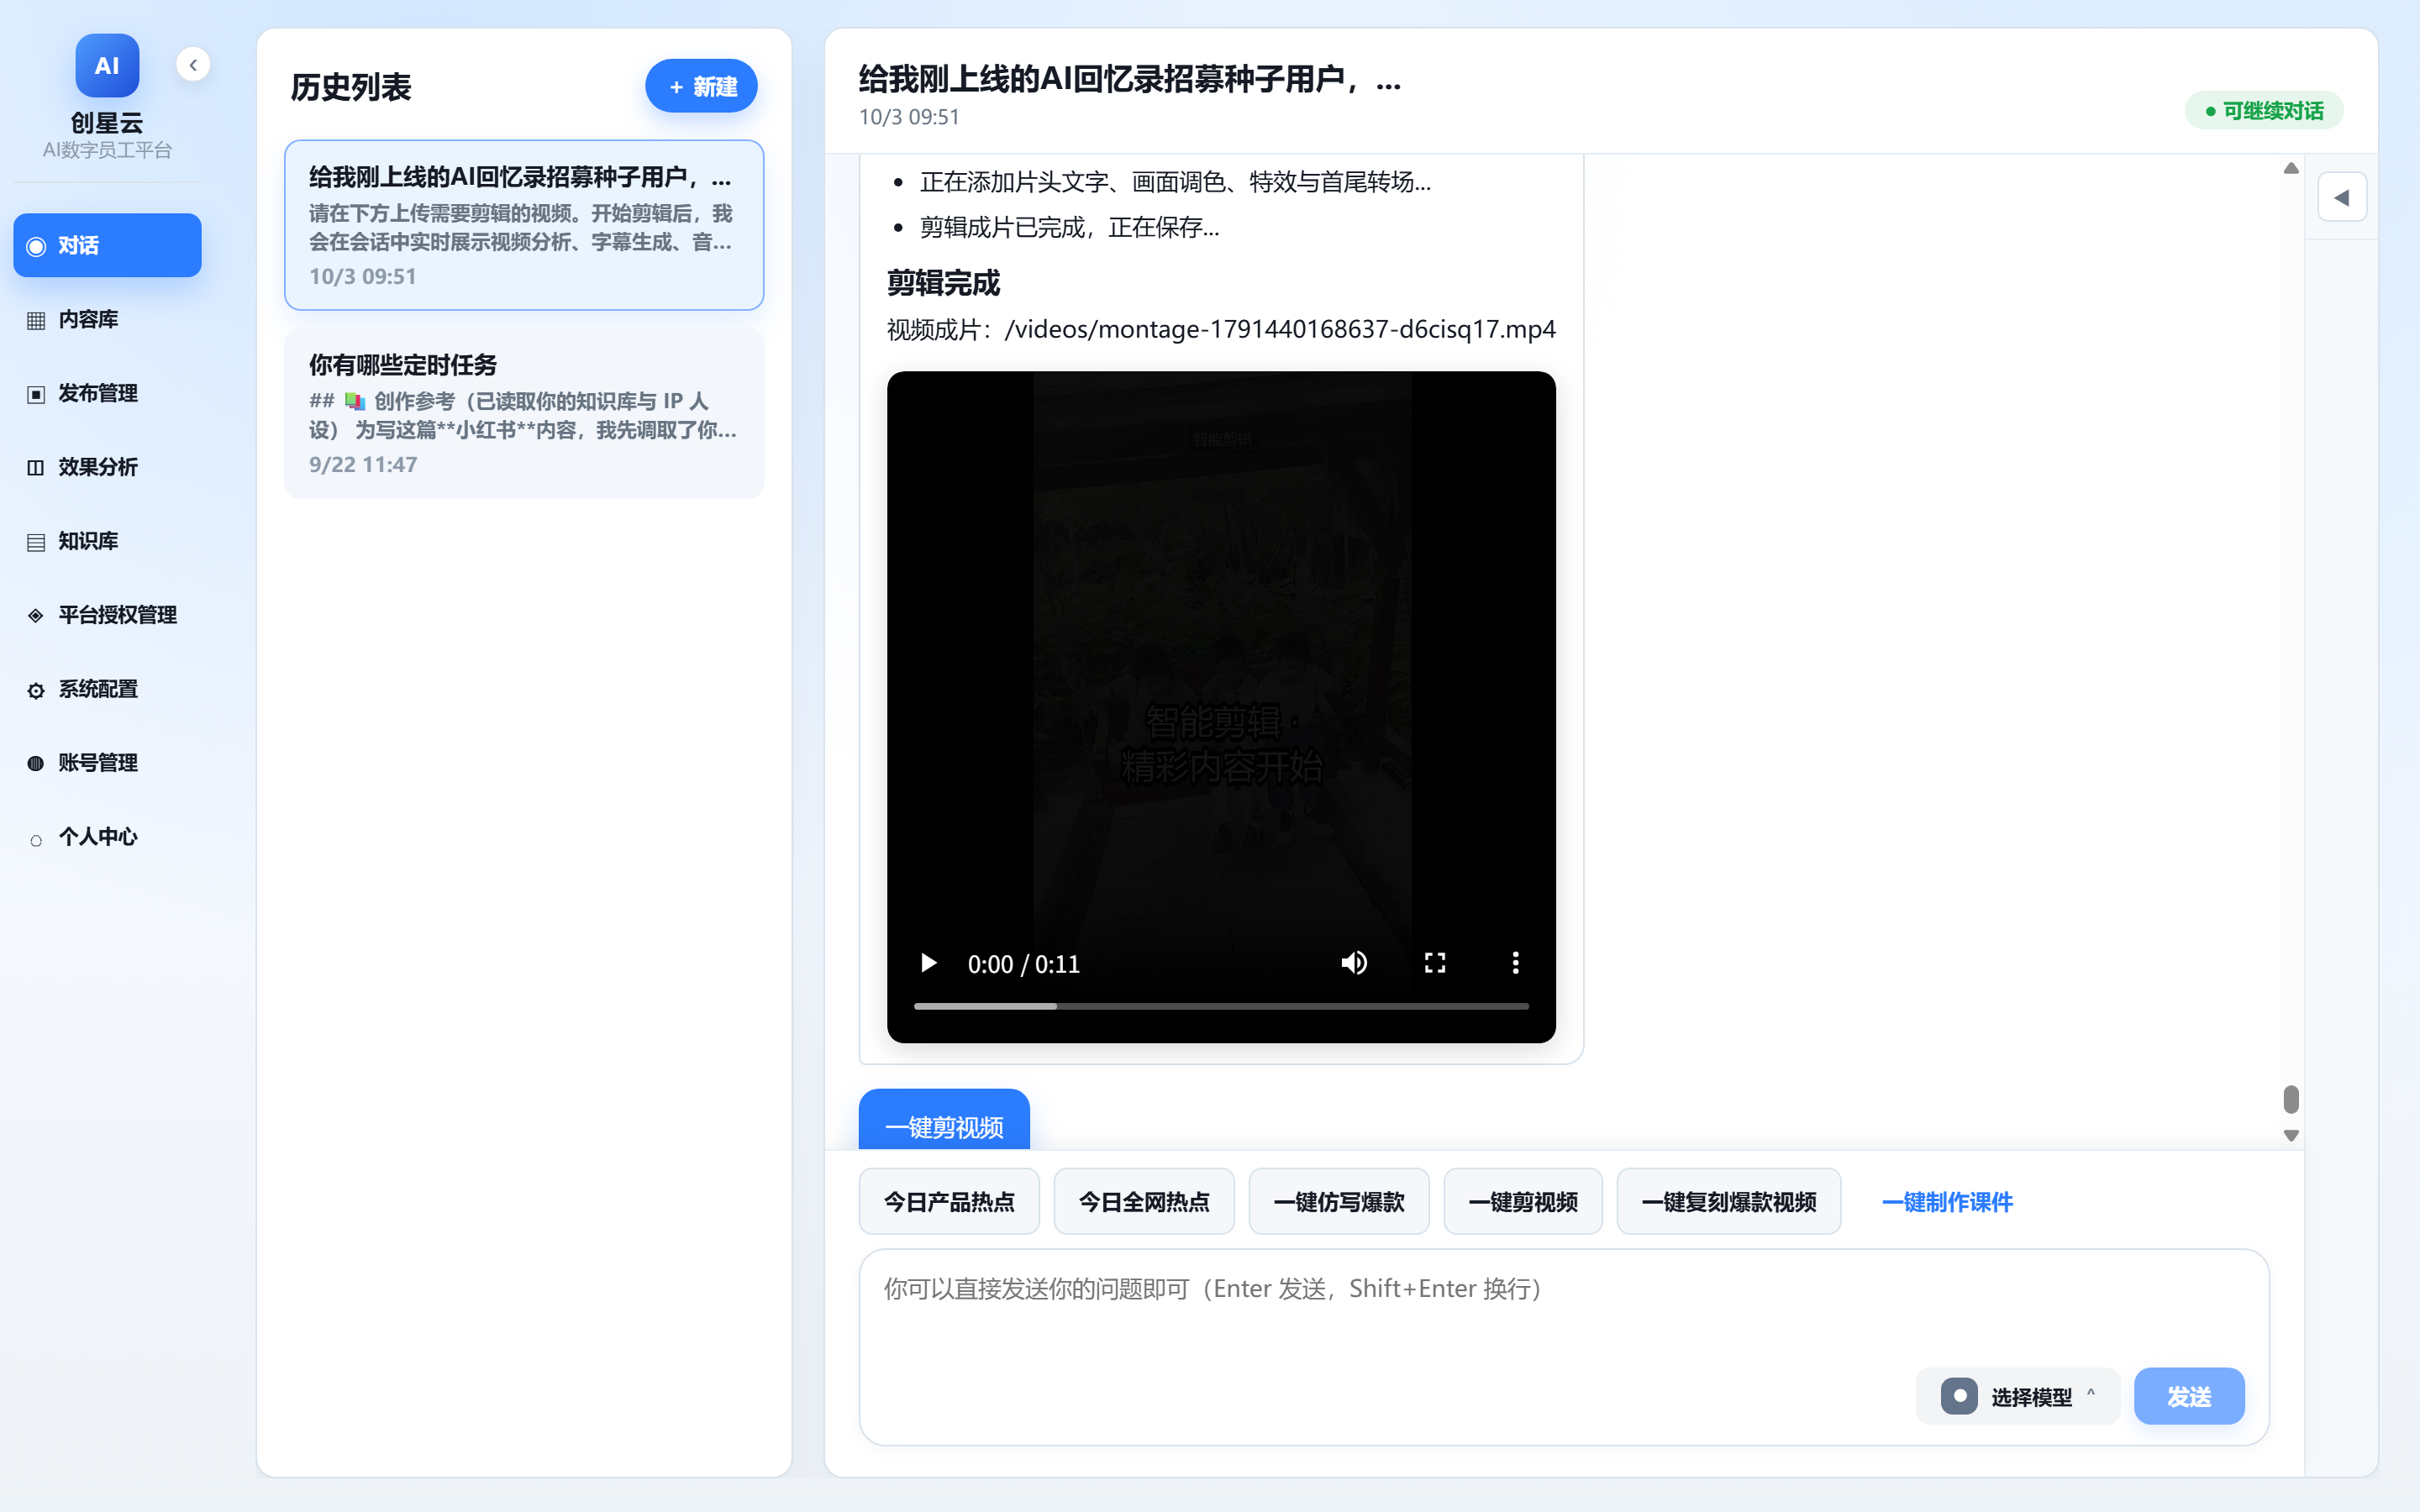 AI
创星云
AI数字员工平台
对话
内容库
发布管理
效果分析
知识库
平台授权管理
系统配置
账号管理
个人中心
历史列表
+ 新建
给我刚上线的AI回忆录招募种子用户，...
请在下方上传需要剪辑的视频。开始剪辑后，我
会在会话中实时展示视频分析、字幕生成、音...
10/3 09:51
你有哪些定时任务
## 📚 创作参考（已读取你的知识库与 IP 人
设） 为写这篇**小红书**内容，我先调取了你...
9/22 11:47
给我刚上线的AI回忆录招募种子用户，...
10/3 09:51
可继续对话
正在添加片头文字、画面调色、特效与首尾转场...
剪辑成片已完成，正在保存...
剪辑完成
视频成片：/videos/montage-1791440168637-d6cisq17.mp4
智能剪辑
智能剪辑 ·
精彩内容开始
0:00 / 0:11
一键剪视频
今日产品热点
今日全网热点
一键仿写爆款
一键剪视频
一键复刻爆款视频
一键制作课件
你可以直接发送你的问题即可（Enter 发送，Shift+Enter 换行）
选择模型
发送